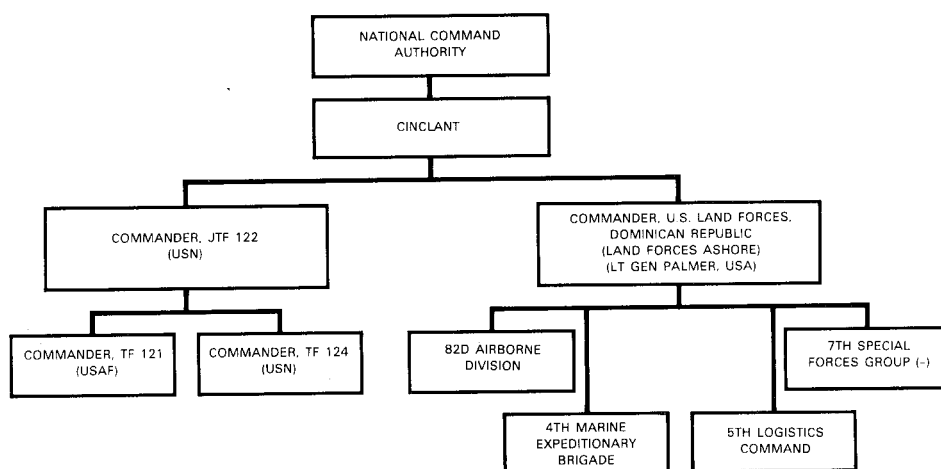 NATIONAL COMMAND
AUTHORITY
CINCLANT
COMMANDER, JTF 122
(USN)
COMMANDER, U.S. LAND FORCES,
DOMINICAN REPUBLIC
(LAND FORCES ASHORE)
(LT GEN PALMER, USA)
COMMANDER, TF 121
(USAF)
COMMANDER, TF 124
(USN)
82D AIRBORNE
DIVISION
7TH SPECIAL
FORCES GROUP (-)
4TH MARINE
EXPEDITIONARY
BRIGADE
5TH LOGISTICS
COMMAND